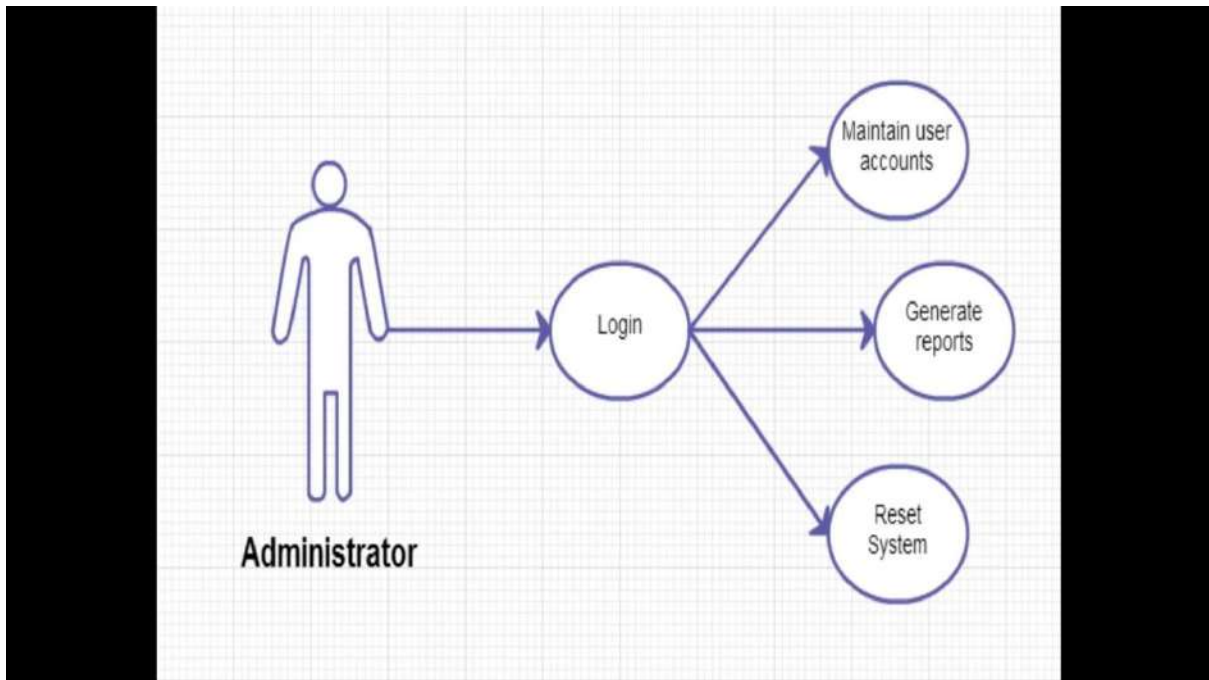 Maintain user
accounts
Login
Generate
reports
Reset
System
Administrator